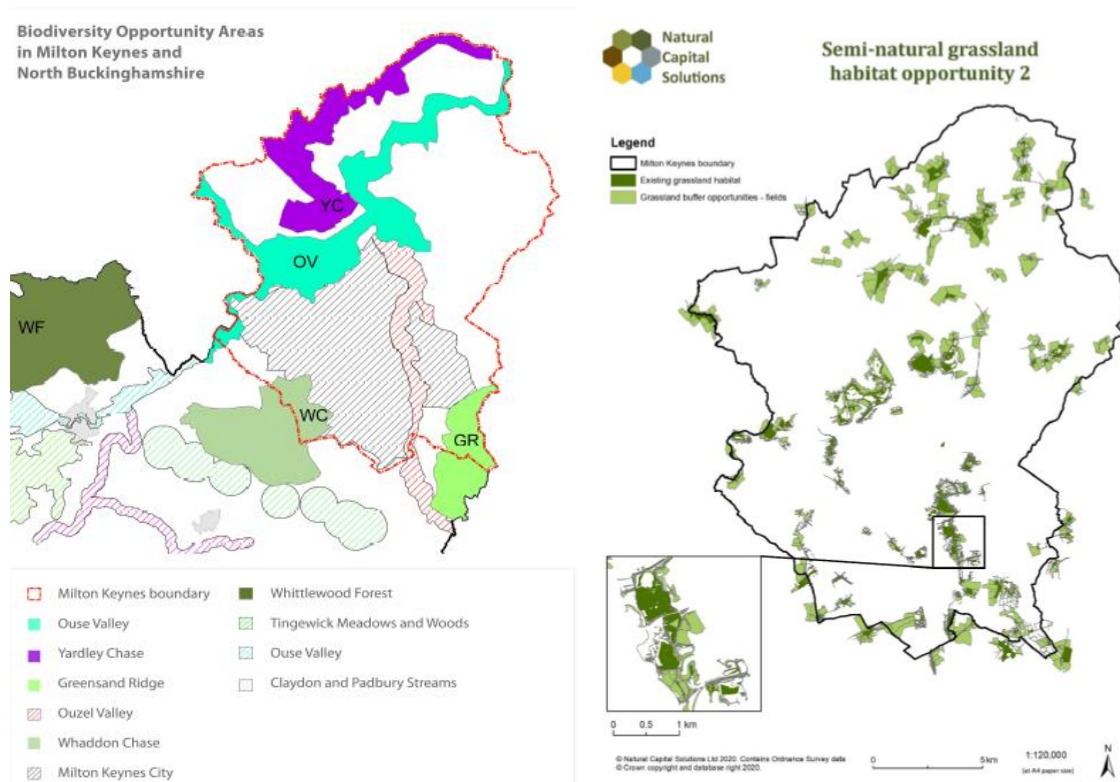 Biodiversity Opportunity Areas
in Milton Keynes and
North Buckinghamshire
YC
OV
WF
WC
GR
Milton Keynes boundary
Ouse Valley
Yardley Chase
Greensand Ridge
Ouzel Valley
Whaddon Chase
Milton Keynes City
Whittlewood Forest
Tingewick Meadows and Woods
Ouse Valley
Claydon and Padbury Streams
Natural
Capital
Solutions
Semi-natural grassland
habitat opportunity 2
Legend
Milton Keynes boundary
Existing grassland habitat
Grassland buffer opportunities - fields
0 0.5 1 km
© Natural Capital Solutions Ltd 2020. Contains Ordnance Survey data
© Crown copyright and database right 2020.
0 5 km
1:120,000
(at A4 paper size)
N